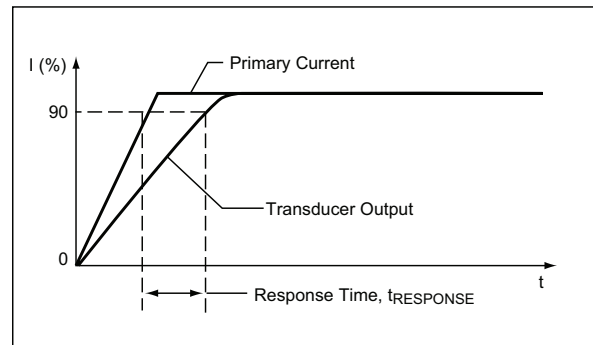 I (%)
Primary Current
90
Transducer Output
0
t
Response Time, tRESPONSE